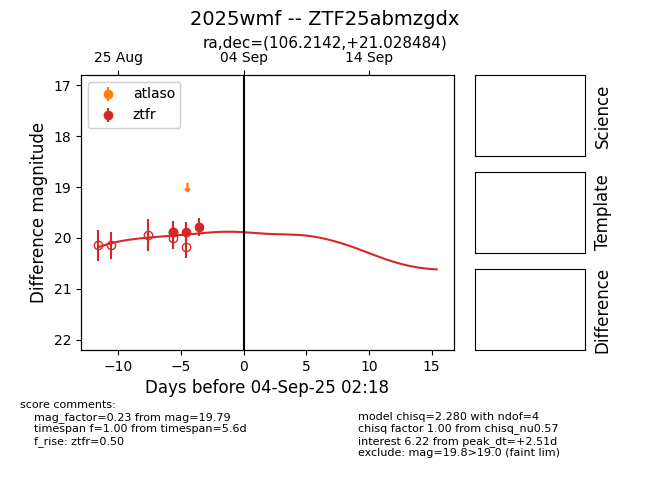 2025wmf -- ZTF25abmzgdx
ra,dec=(106.2142,+21.028484)
25 Aug 04 Sep 14 Sep
atlaso
ztfr
17
18
19
20
21
22
Difference magnitude
−10 −5 0 5 10 15
Days before 04-Sep-25 02:18
Science
Template
Difference
score comments:
mag_factor=0.23 from mag=19.79
timespan f=1.00 from timespan=5.6d
f_rise: ztfr=0.50
model chisq=2.280 with ndof=4
chisq factor 1.00 from chisq_nu0.57
interest 6.22 from peak_dt=+2.51d
exclude: mag=19.8>19.0 (faint lim)